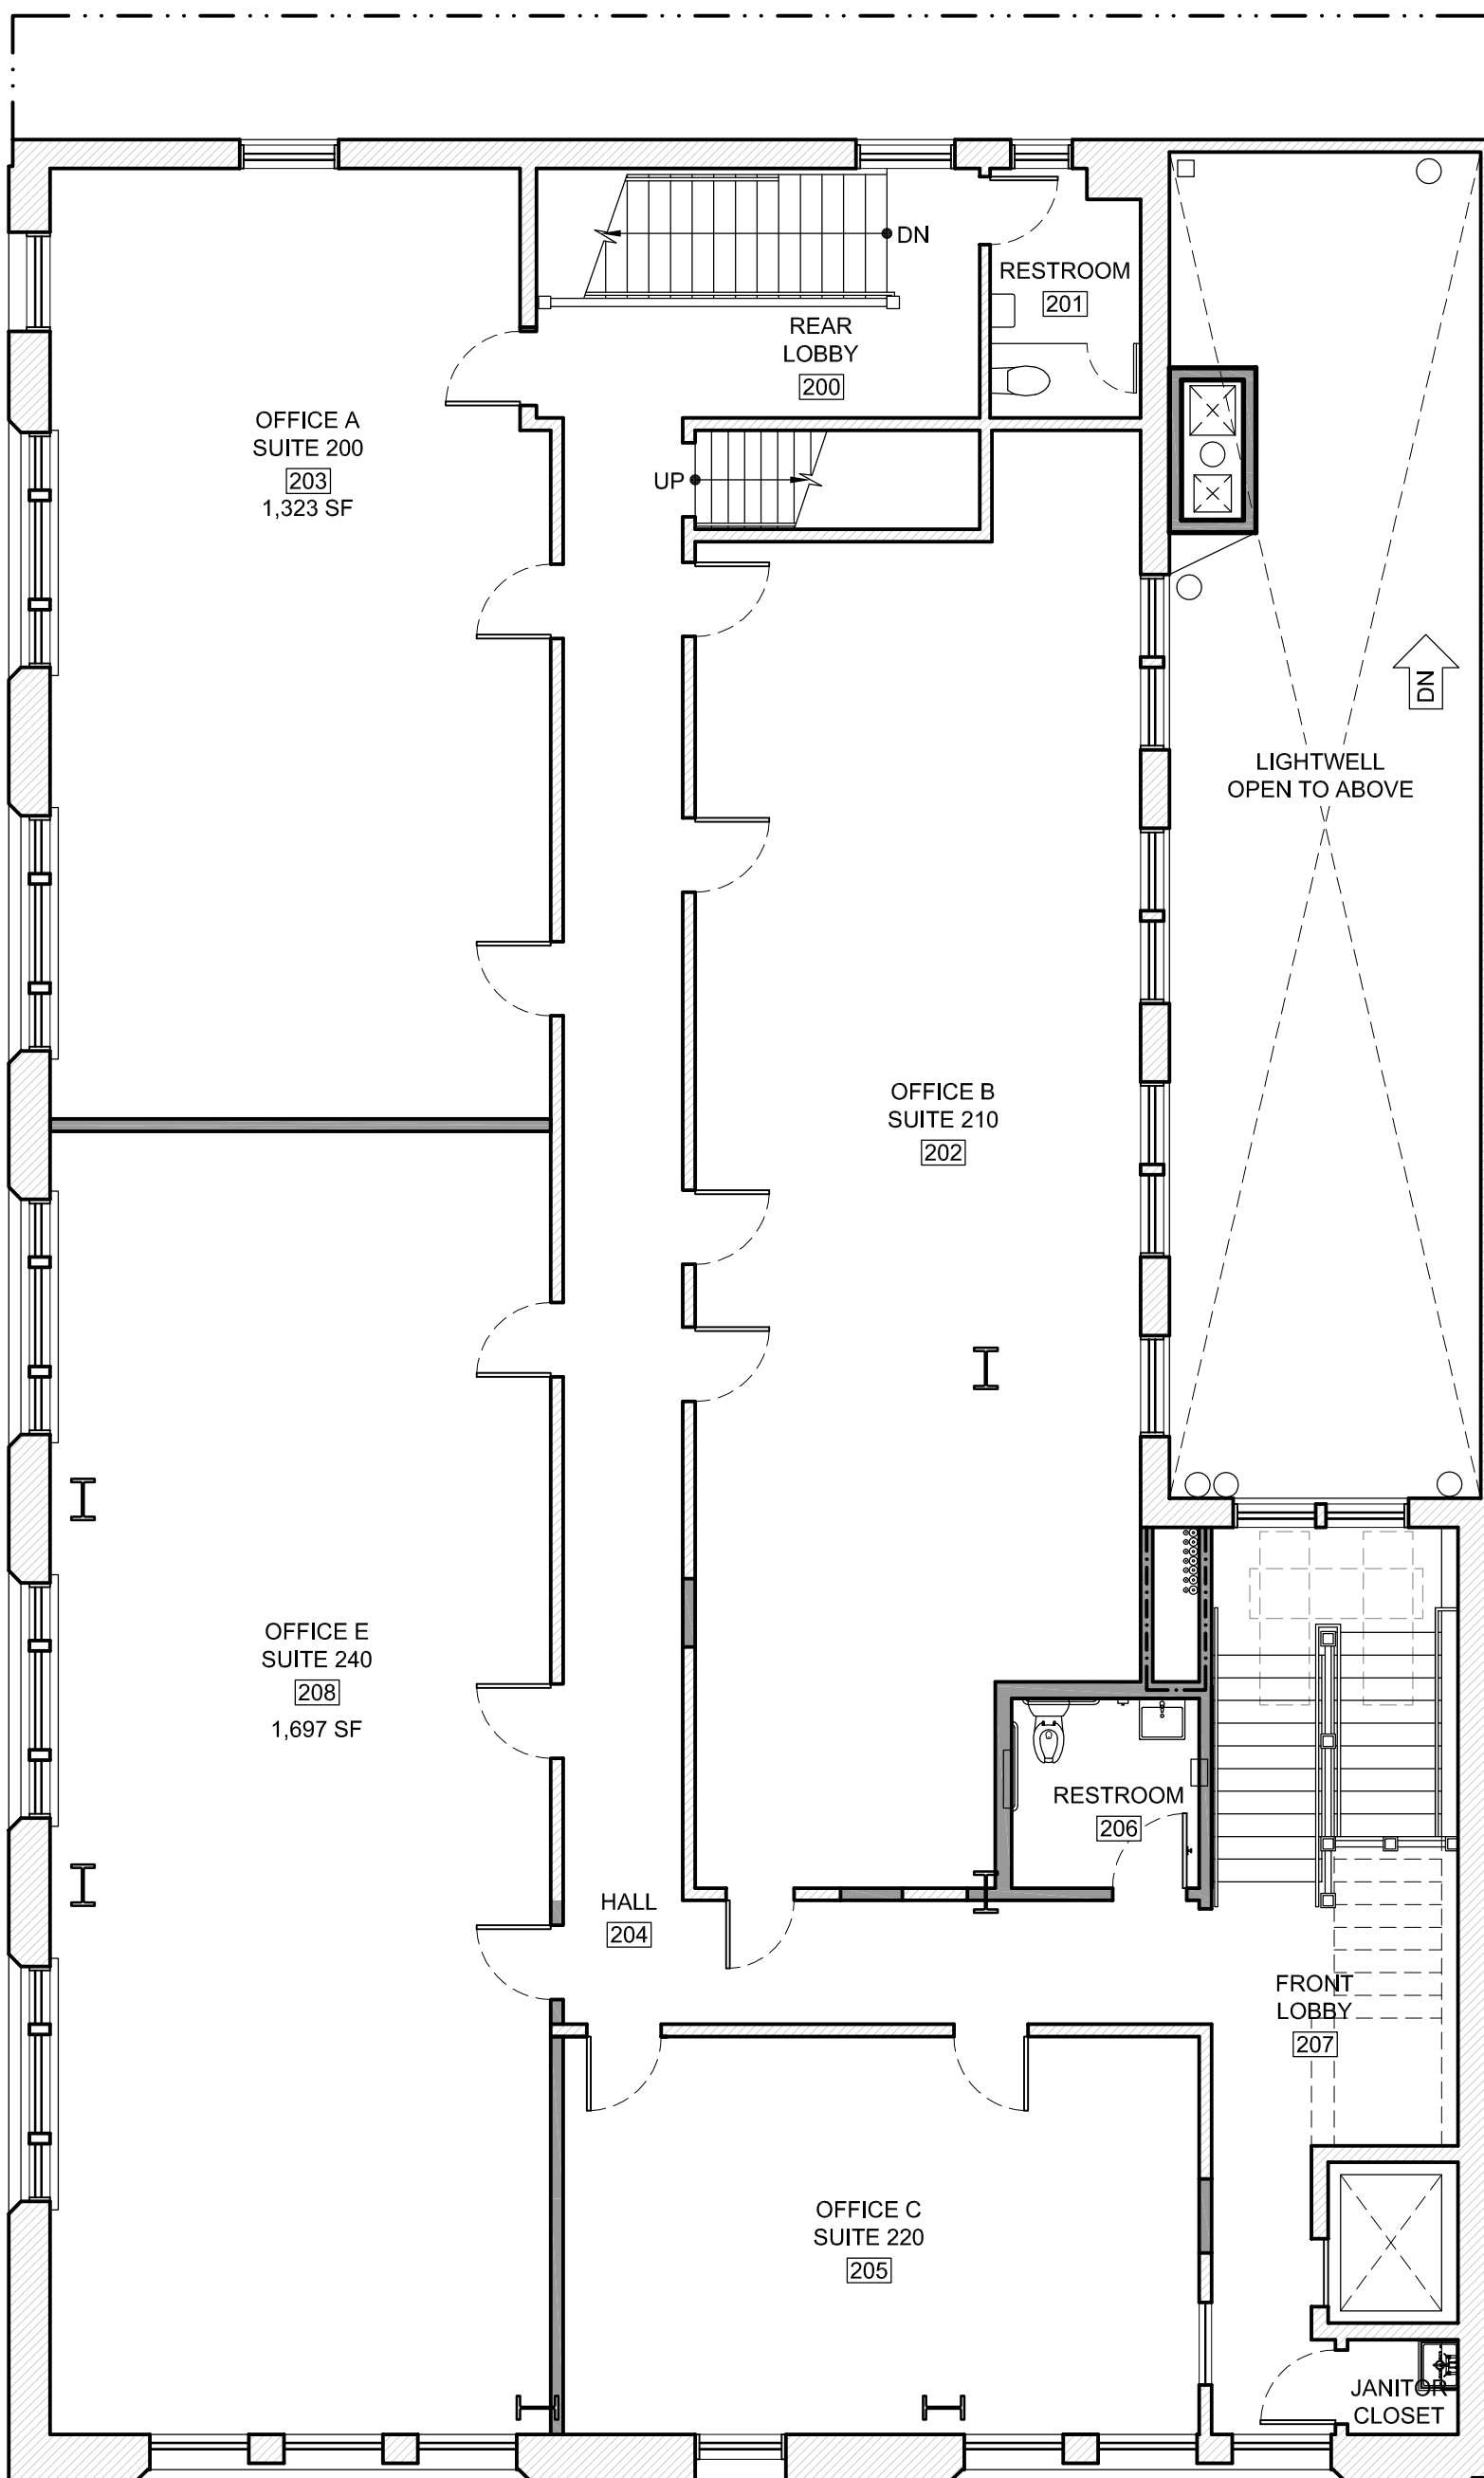 DN
RESTROOM
201
REAR
LOBBY
200
OFFICE A
SUITE 200
203
1,323 SF
UP
DN
LIGHTWELL
OPEN TO ABOVE
OFFICE B
SUITE 210
202
OFFICE E
SUITE 240
208
1,697 SF
RESTROOM
206
HALL
204
FRONT
LOBBY
207
OFFICE C
SUITE 220
205
JANITOR
CLOSET